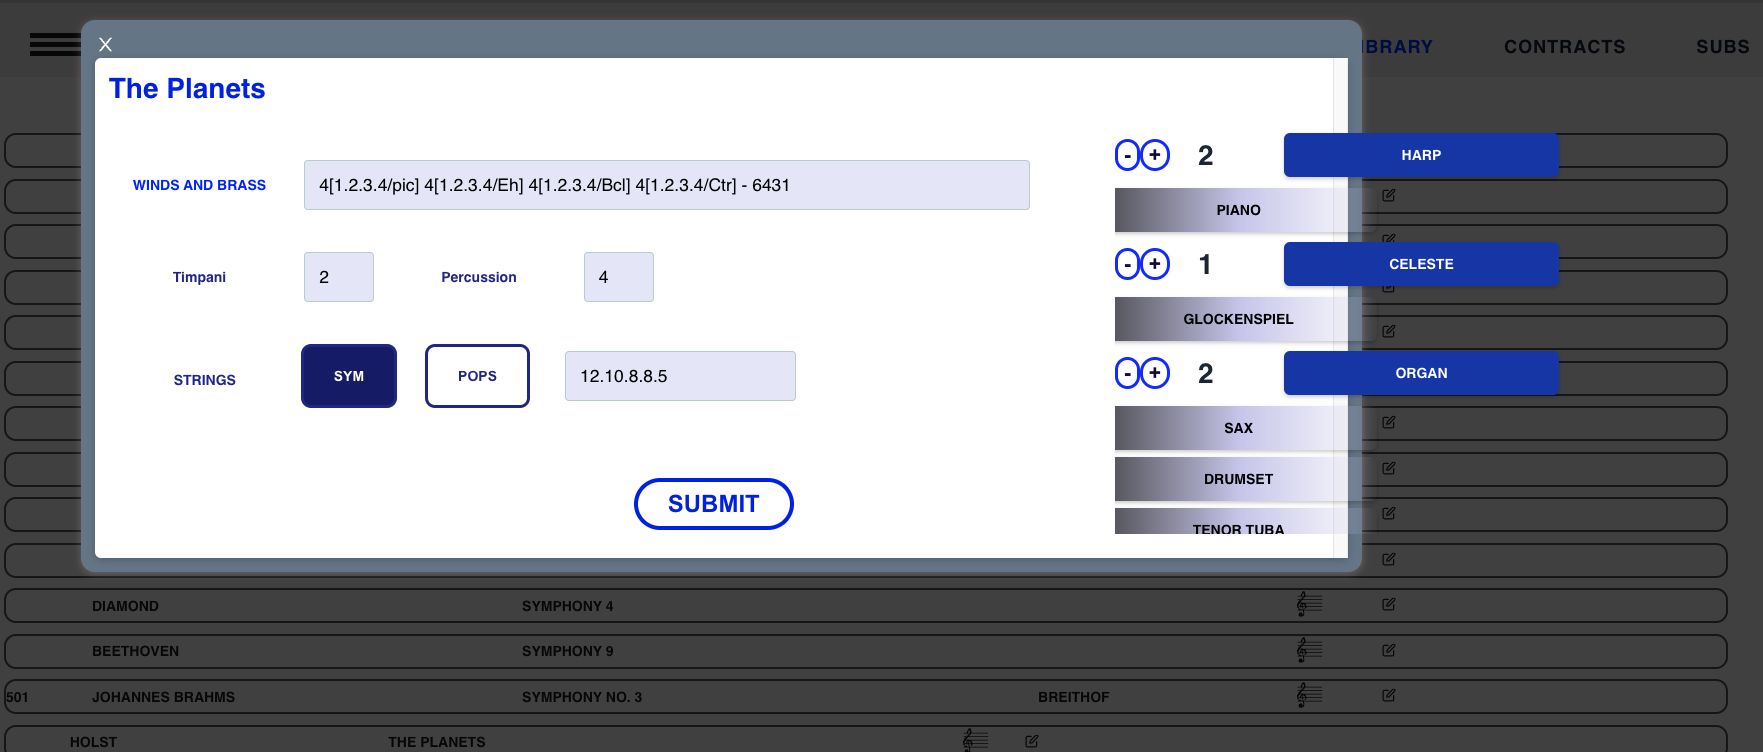 X
IBRARY
CONTRACTS
SUBS
The Planets
WINDS AND BRASS
4[1.2.3.4/pic] 4[1.2.3.4/Eh] 4[1.2.3.4/Bcl] 4[1.2.3.4/Ctr] - 6431
Timpani
2
Percussion
4
STRINGS
SYM
POPS
12.10.8.8.5
SUBMIT
- + 2 HARP
PIANO
- + 1 CELESTE
GLOCKENSPIEL
- + 2 ORGAN
SAX
DRUMSET
TENOR TUBA
DIAMOND SYMPHONY 4
BEETHOVEN SYMPHONY 9
501 JOHANNES BRAHMS SYMPHONY NO. 3 BREITHOF
HOLST THE PLANETS